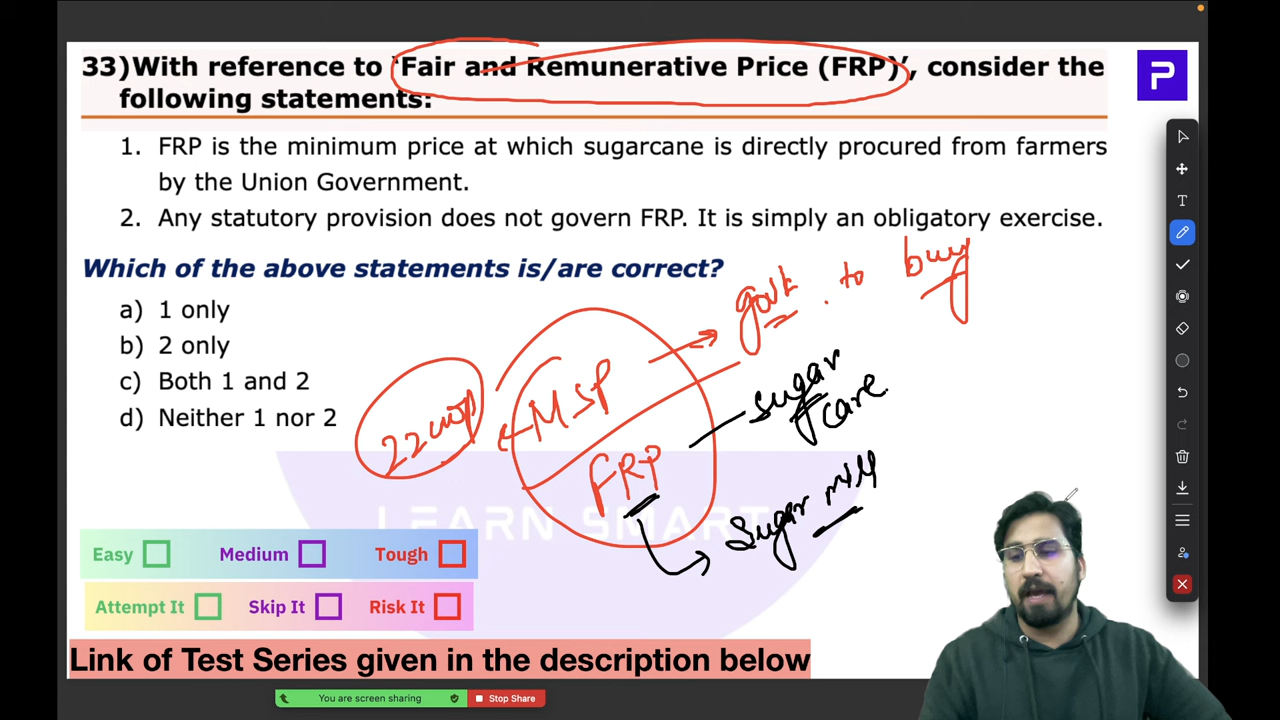 33)With reference to 'Fair and Remunerative Price (FRP)', consider the
following statements:
1. FRP is the minimum price at which sugarcane is directly procured from farmers
by the Union Government.
2. Any statutory provision does not govern FRP. It is simply an obligatory exercise.
Which of the above statements is/are correct?
a) 1 only
b) 2 only
c) Both 1 and 2
d) Neither 1 nor 2
govt. to buy
MSP
22 crop
sugar
cane
FRP
Sugar mill
LEARN SMART
Easy Medium Tough
Attempt It Skip It Risk It
Link of Test Series given in the description below
You are screen sharing Stop Share
P
T